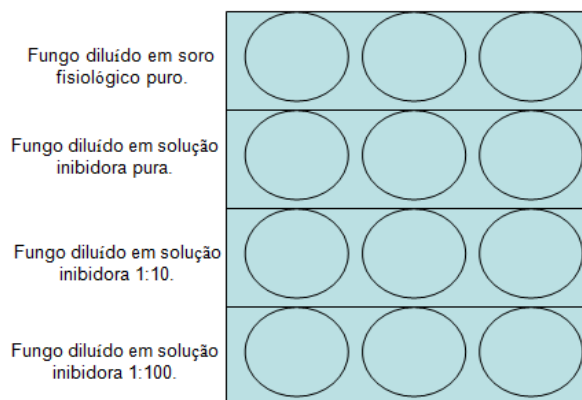 Fungo diluído em soro
fisiológico puro.
Fungo diluído em solução
inibidora pura.
Fungo diluído em solução
inibidora 1:10.
Fungo diluído em solução
inibidora 1:100.